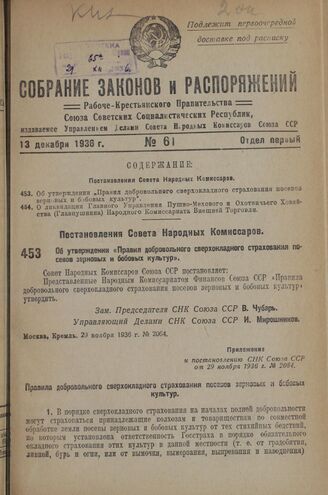 Подлежит первоочередной
доставке под расписку
СОБРАНИЕ ЗАКОНОВ И РАСПОРЯЖЕНИЙ
Рабоче-Крестьянского Правительства
Союза Советских Социалистических Республик,
издаваемое Управлением Делами Совета Народных Комиссаров Союза ССР
13 декабря 1936 г. № 61 Отдел первый
СОДЕРЖАНИЕ:
Постановления Совета Народных Комиссаров.
453. Об утверждении „Правил добровольного сверхокладного страхования посевов
зерновых и бобовых культур“.
454. О ликвидации Главного Управления Пушно-Мехового и Охотничьего Хозяй-
ства (Главпушнина) Народного Комиссариата Внешней Торговли.
Постановления Совета Народных Комиссаров.
453 Об утверждении «Правил добровольного сверхокладного страхования по-
севов зерновых и бобовых культур».
Совет Народных Комиссаров Союза ССР постановляет:
Представленные Народным Комиссариатом Финансов Союза ССР «Правила
добровольного сверхокладного страхования посевов зерновых и бобовых культур»
утвердить.
Зам. Председателя СНК Союза ССР В. Чубарь.
Управляющий Делами СНК Союза ССР И. Мирошников.
Москва, Кремль. 29 ноября 1936 г. № 2064.
Приложение
к постановлению СНК Союза ССР
от 29 ноября 1936 г. № 2064.
Правила добровольного сверхокладного страхования посевов зерновых и бобовых
культур.
1. В порядке сверхокладного страхования на началах полной добровольности
могут страховаться принадлежащие колхозам и товариществам по совместной
обработке земли посевы зерновых и бобовых культур от тех стихийных бедствий,
по которым установлена ответственность Госстраха в порядке обязательного
окладного страхования этих культур в данной местности (т. е. от градобития,
ливней, бурь и огня, или от вымочки, вымерзания, выпревания и наводнения)